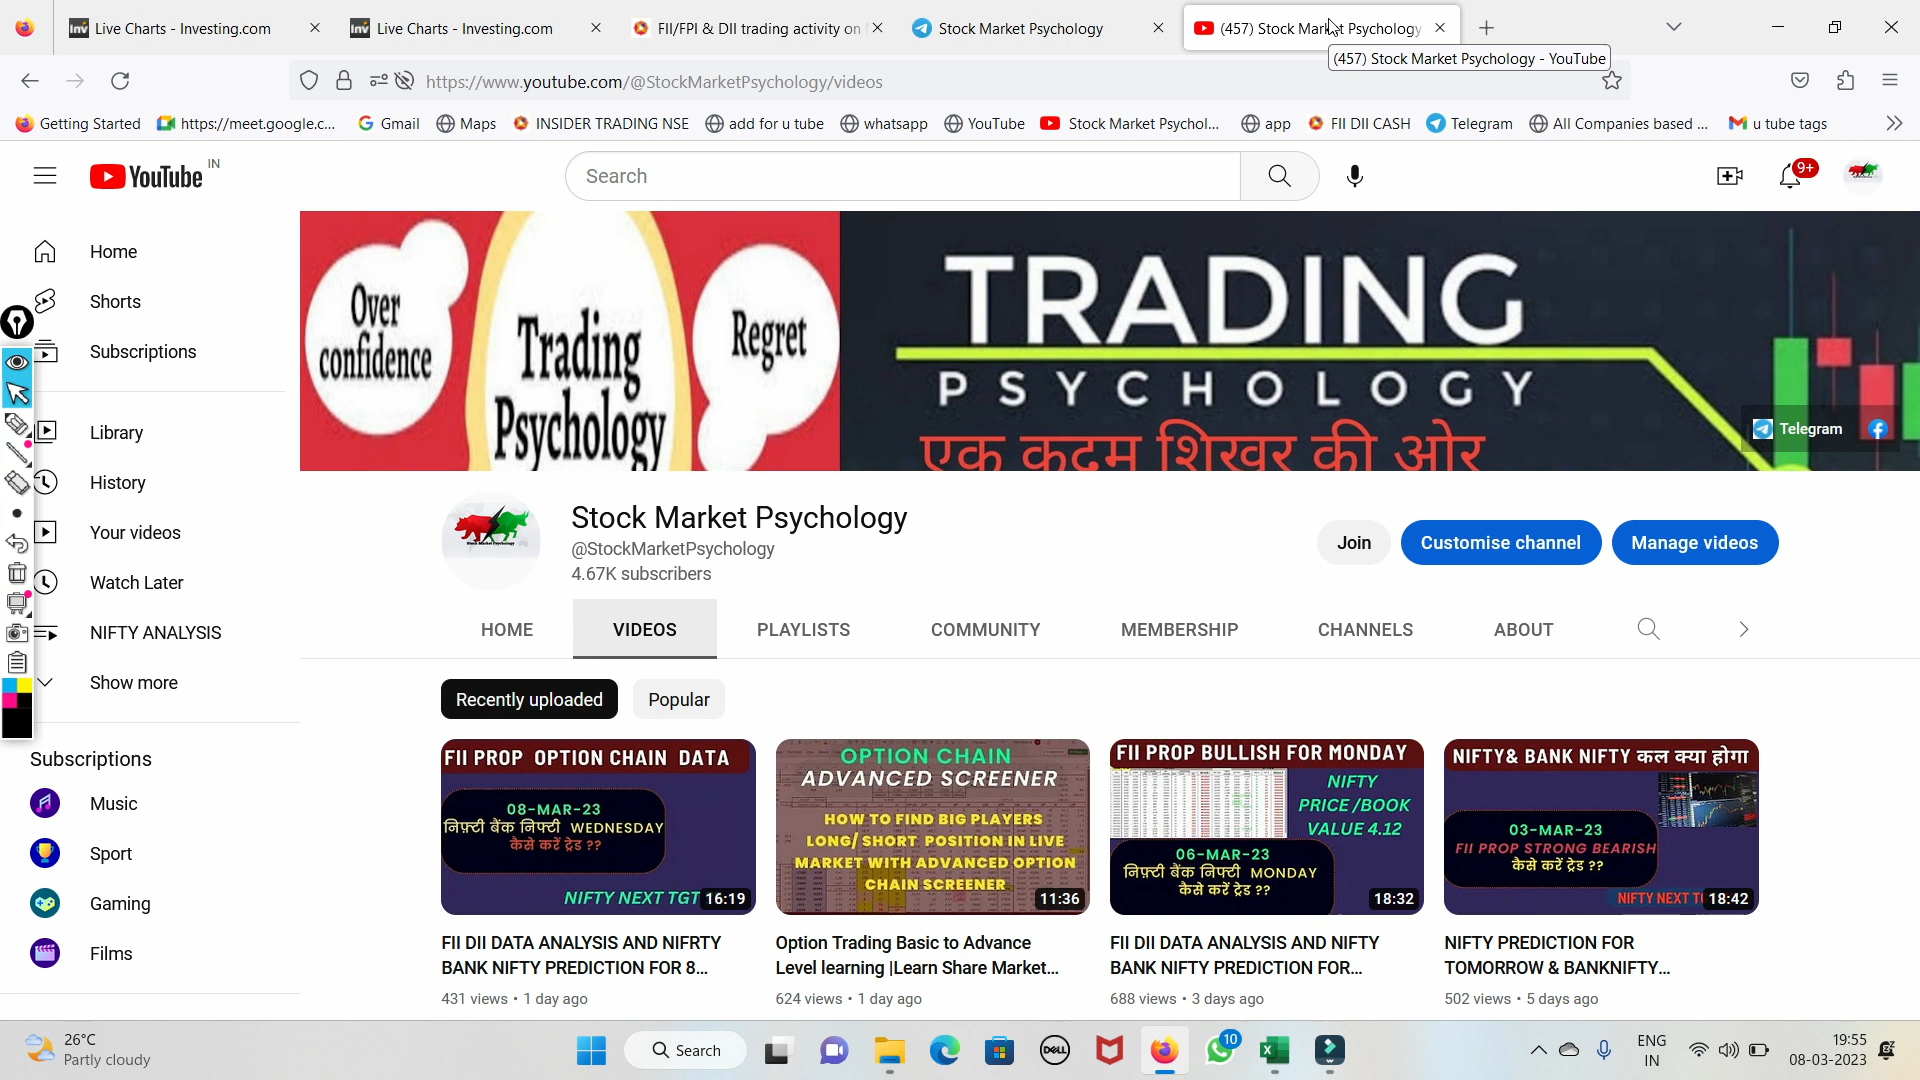 Live Charts - Investing.com
Live Charts - Investing.com
FII/FPI & DII trading activity on
Stock Market Psychology
(457) Stock Market Psychology
(457) Stock Market Psychology - YouTube
https://www.youtube.com/@StockMarketPsychology/videos
Getting Started
https://meet.google.c...
Gmail
Maps
INSIDER TRADING NSE
add for u tube
whatsapp
YouTube
Stock Market Psychol...
app
FII DII CASH
Telegram
All Companies based ...
u tube tags
YouTube IN
Search
9+
Home
Shorts
Subscriptions
Library
History
Your videos
Watch Later
NIFTY ANALYSIS
Show more
Subscriptions
Music
Sport
Gaming
Films
Over
confidence
Trading
Psychology
Regret
TRADING
PSYCHOLOGY
एक कदम शिखर की ओर
Telegram
Stock Market Psychology
Stock Market Psychology
@StockMarketPsychology
4.67K subscribers
Join
Customise channel
Manage videos
HOME
VIDEOS
PLAYLISTS
COMMUNITY
MEMBERSHIP
CHANNELS
ABOUT
Recently uploaded
Popular
FII PROP OPTION CHAIN DATA
08-MAR-23
निफ़्टी बैंक निफ्टी WEDNESDAY
कैसे करें ट्रेड ??
NIFTY NEXT TGT
16:19
FII DII DATA ANALYSIS AND NIFRTY
BANK NIFTY PREDICTION FOR 8...
431 views • 1 day ago
OPTION CHAIN
ADVANCED SCREENER
HOW TO FIND BIG PLAYERS
LONG/ SHORT POSITION IN LIVE
MARKET WITH ADVANCED OPTION
CHAIN SCREENER
11:36
Option Trading Basic to Advance
Level learning |Learn Share Market...
624 views • 1 day ago
FII PROP BULLISH FOR MONDAY
NIFTY
PRICE /BOOK
VALUE 4.12
06-MAR-23
निफ़्टी बैंक निफ्टी MONDAY
कैसे करें ट्रेड ??
18:32
FII DII DATA ANALYSIS AND NIFTY
BANK NIFTY PREDICTION FOR...
688 views • 3 days ago
NIFTY& BANK NIFTY कल क्या होगा
03-MAR-23
FII PROP STRONG BEARISH
कैसे करें ट्रेड ??
NIFTY NEXT
18:42
NIFTY PREDICTION FOR
TOMORROW & BANKNIFTY...
502 views • 5 days ago
26°C
Partly cloudy
Search
DELL
10
ENG
IN
19:55
08-03-2023